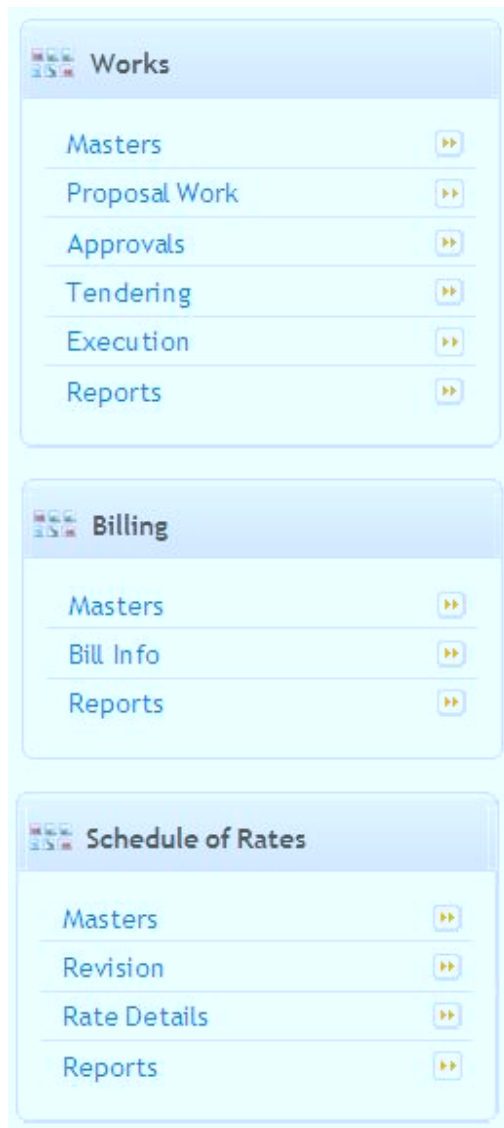 Works
Masters
Proposal Work
Approvals
Tendering
Execution
Reports
Billing
Masters
Bill Info
Reports
Schedule of Rates
Masters
Revision
Rate Details
Reports